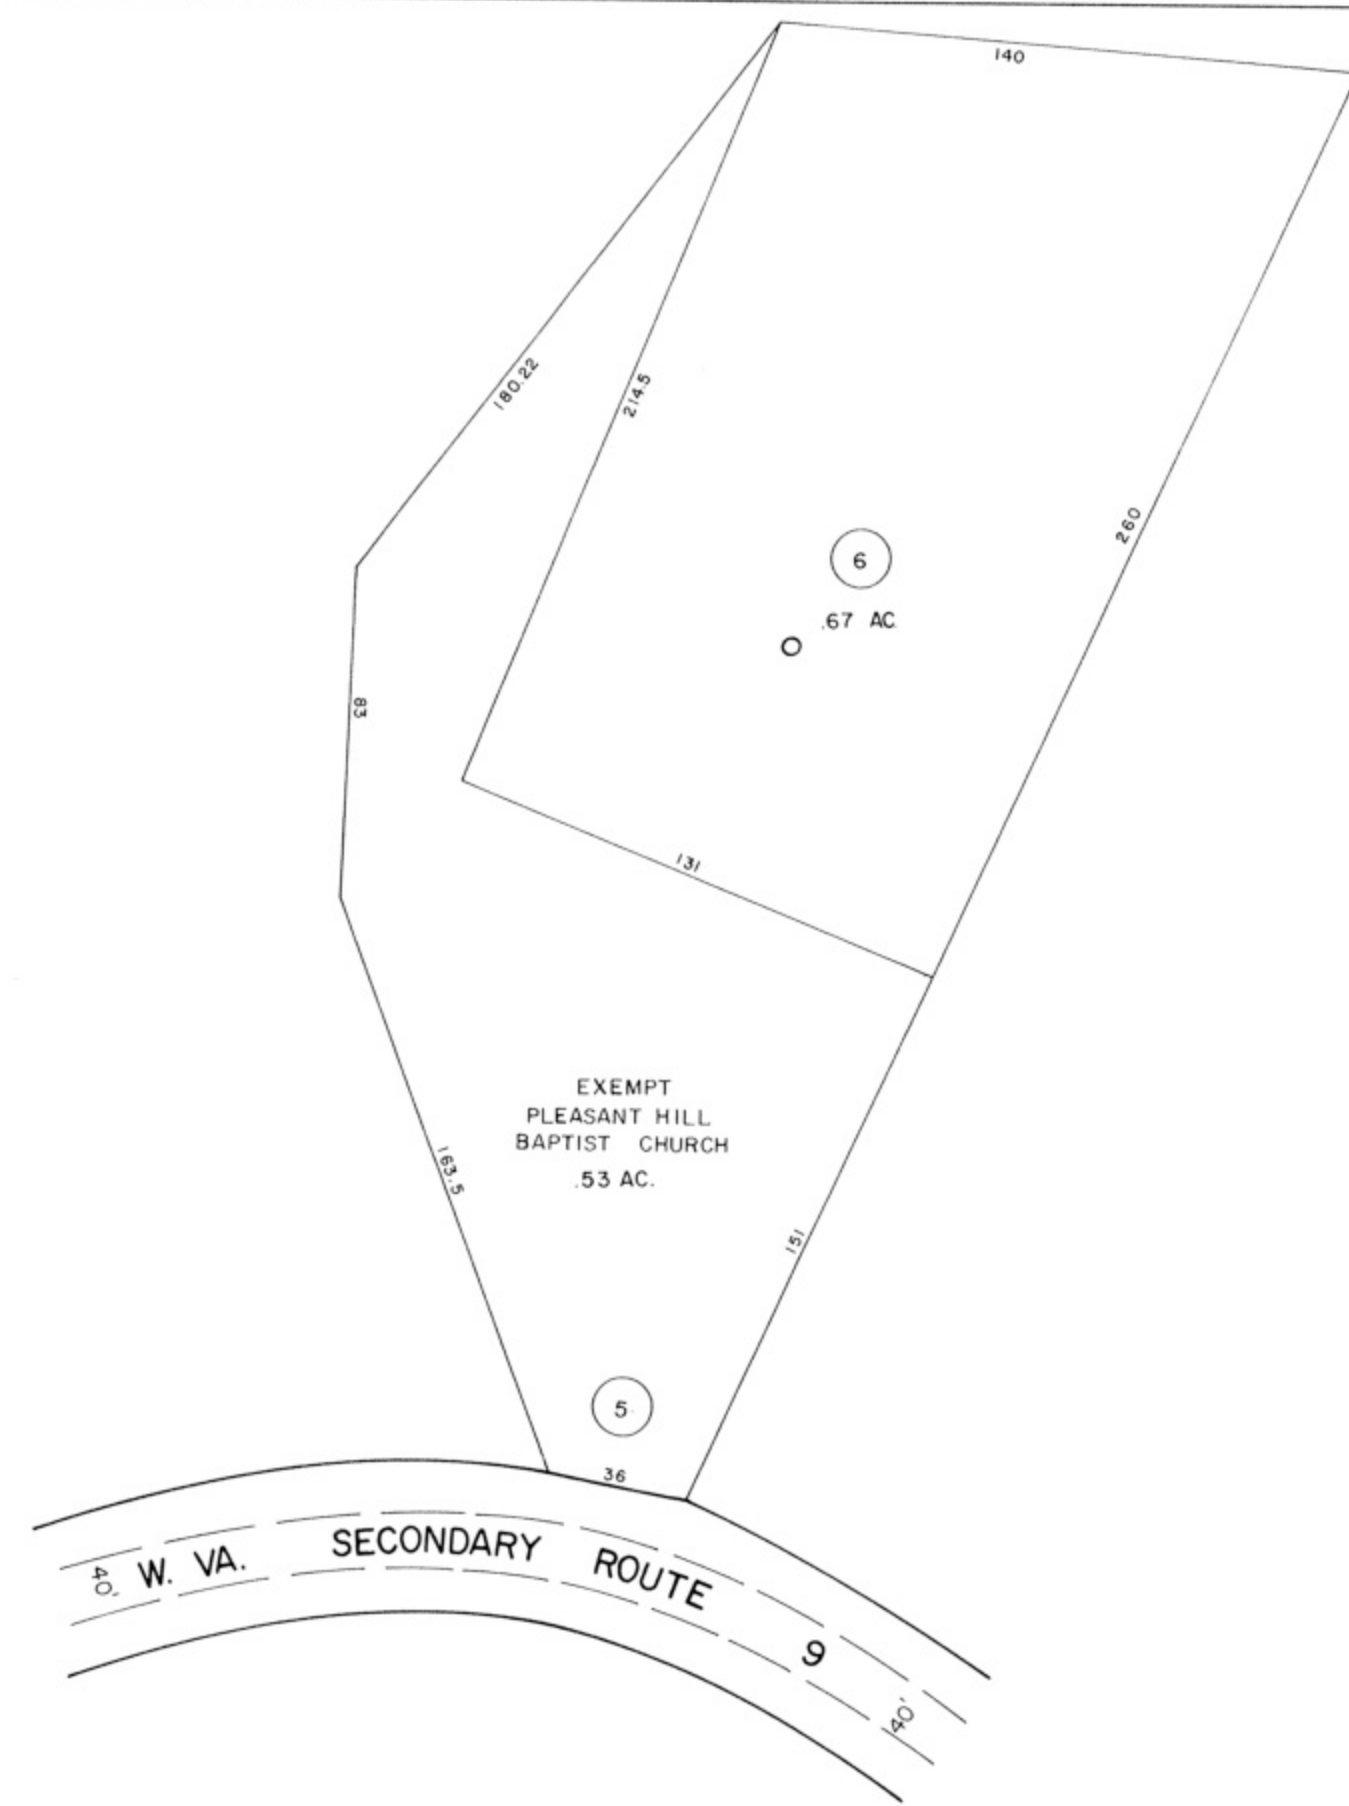 140
180.22
214.5
260
6
.67 AC.
83
131
EXEMPT
PLEASANT HILL
BAPTIST CHURCH
.53 AC.
163.5
151
5
36
W. VA. SECONDARY ROUTE 9
40'
40'